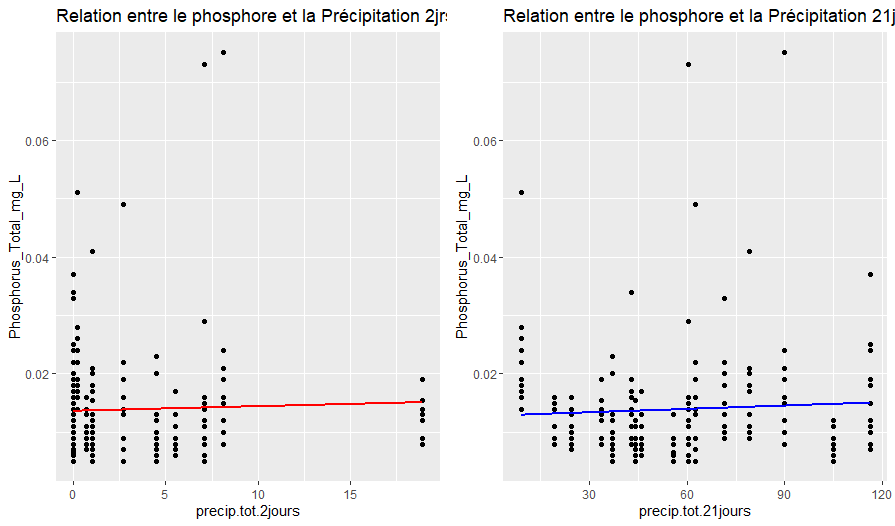 Relation entre le phosphore et la Précipitation 2jrs
Phosphorus_Total_mg_L
0.06
0.04
0.02
0
5
10
15
precip.tot.2jours
Relation entre le phosphore et la Précipitation 21j
Phosphorus_Total_mg_L
0.06
0.04
0.02
30
60
90
120
precip.tot.21jours